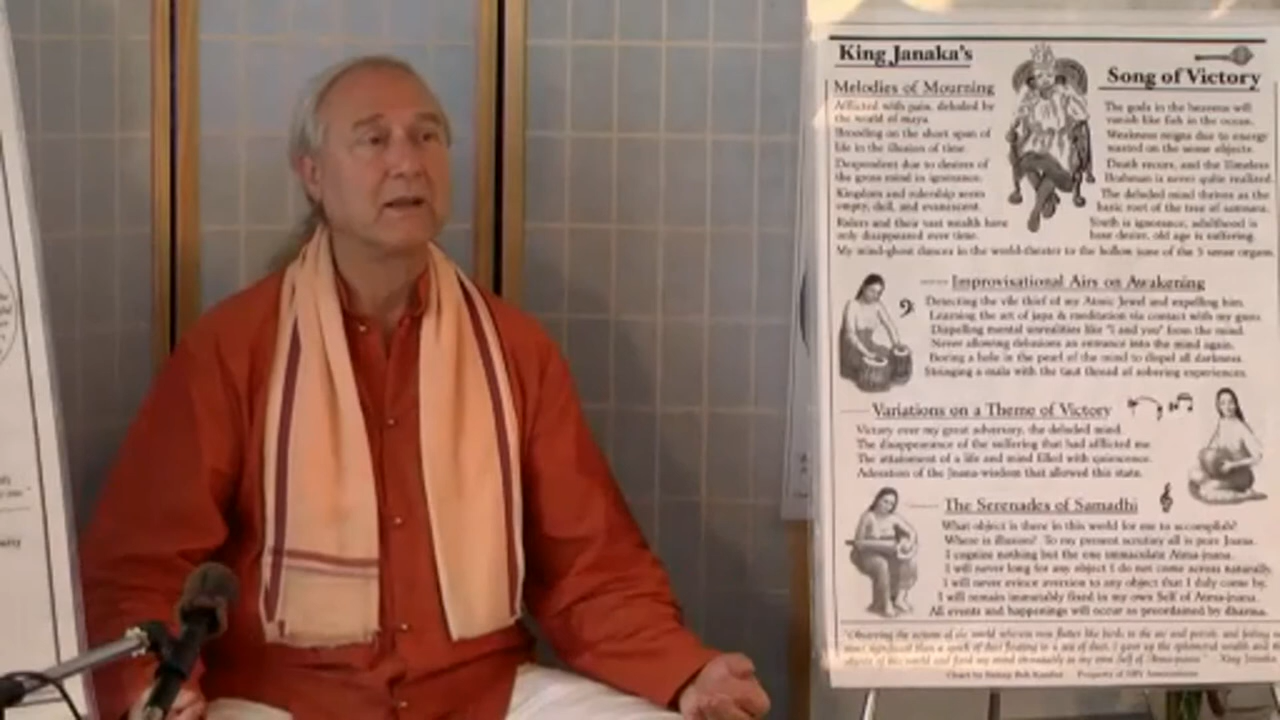 King Janaka's
Song of Victory
Melodies of Mourning
Afflicted with pain, deluded by
the world of maya.
Brooding on the short span of
life in the illusion of time.
Despondent due to desires of
the gross mind in ignorance.
Kingdom and rulership seem
empty, dull, and evanescent.
Rulers and their vast wealth have
only disappeared over time.
The gods in the heavens will
vanish like fish in the ocean.
Weakness reigns due to energy
wasted on the sense objects.
Death recurs, and the Timeless
Brahman is never quite realized.
The deluded mind thrives as the
basic root of the tree of samsara.
Youth is ignorance, adulthood is
base desire, old age is suffering.
My mind-ghost dances in the world-theater to the hollow tune of the 5 sense organs.
Improvisational Airs on Awakening
Detecting the vile thief of my Atmic Jewel and expelling him.
Learning the art of japa & meditation via contact with my guru.
Dispelling mental unrealities like "I and you" from the mind.
Never allowing delusions an entrance into the mind again.
Boring a hole in the pearl of the mind to dispel all darkness.
Stringing a mala with the taut thread of sobering experiences.
Variations on a Theme of Victory
Victory over my great adversary, the deluded mind.
The disappearance of the suffering that had afflicted me.
The attainment of a life and mind filled with quiescence.
Adoration of the Jnana-wisdom that allowed this state.
The Serenades of Samadhi
What object is there in this world for me to accomplish?
Where is illusion? To my present scrutiny all is pure Jnana.
I cognize nothing but the one immaculate Atma-jnana.
I will never long for any object I do not come across naturally.
I will never evince aversion to any object that I duly come by.
I will remain immutably fixed in my own Self of Atma-jnana.
All events and happenings will occur as preordained by dharma.